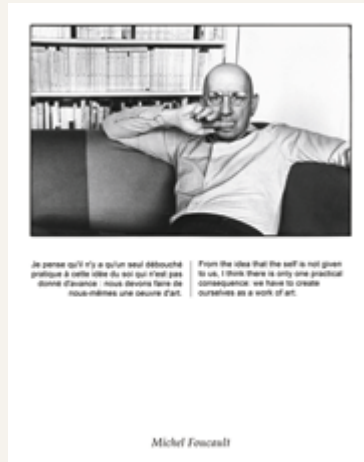 Je pense qu'il n'y a qu'un seul débouché
pratique à cette idée du soi qui n'est pas
donné d'avance : nous devons faire de
nous-mêmes une oeuvre d'art.
From the idea that the self is not given
to us, I think there is only one practical
consequence: we have to create
ourselves as a work of art.
Michel Foucault